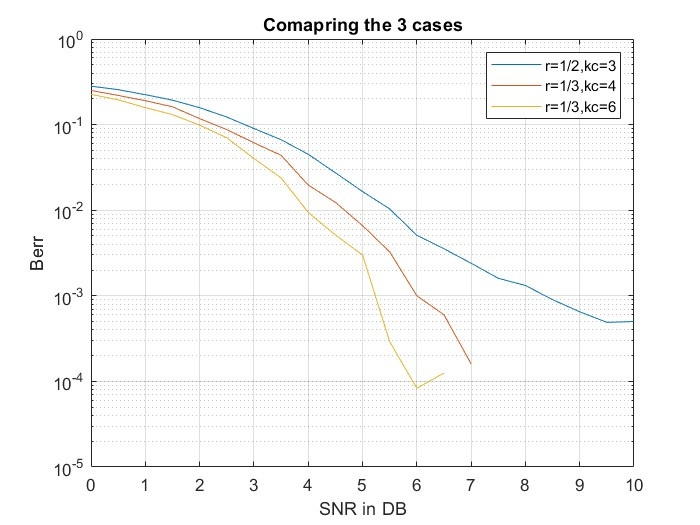 Comapring the 3 cases
10^0
10^-1
10^-2
10^-3
10^-4
10^-5
Berr
r=1/2,kc=3
r=1/3,kc=4
r=1/3,kc=6
0 1 2 3 4 5 6 7 8 9 10
SNR in DB